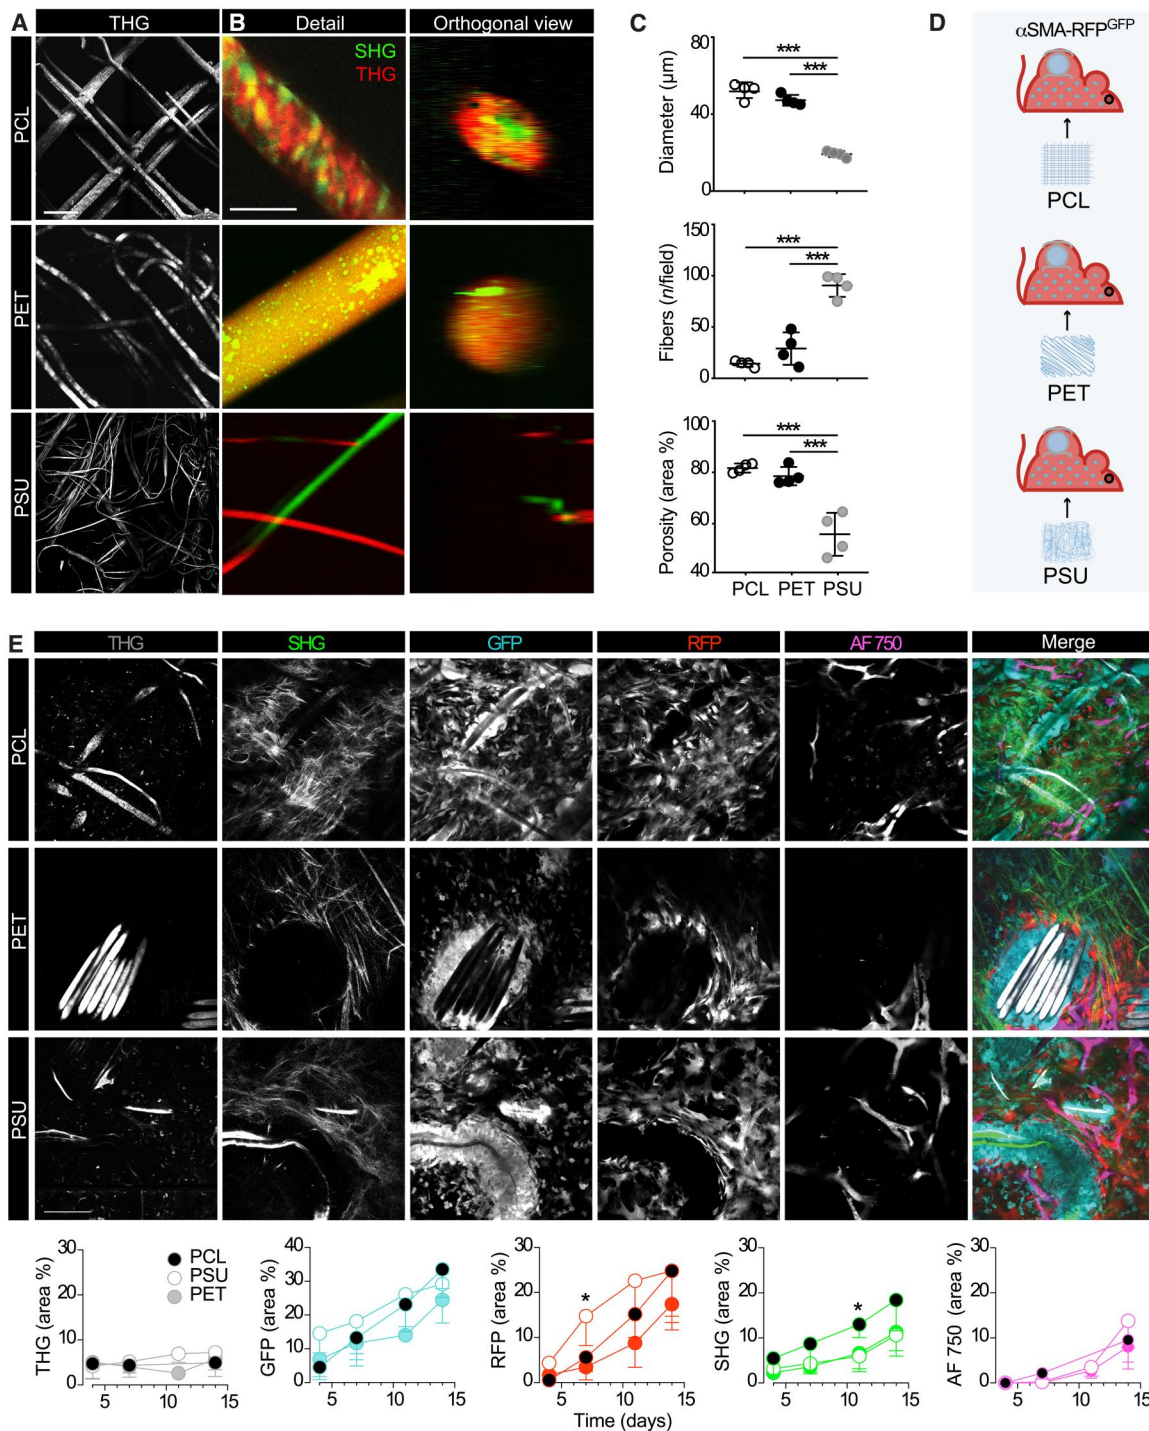 A
THG
B
Detail
Orthogonal view
SHG
THG
PCL
PET
PSU
C
Diameter (µm)
80
40
0
***
***
Fibers (n/field)
150
100
50
0
***
***
Porosity (area %)
100
80
60
40
***
***
PCL PET PSU
D
αSMA-RFPGFP
PCL
PET
PSU
E
THG
SHG
GFP
RFP
AF 750
Merge
PCL
PET
PSU
THG (area %)
30
20
10
0
5 10 15
PCL
PSU
PET
GFP (area %)
40
30
20
10
0
5 10 15
RFP (area %)
30
20
10
0
*
5 10 15
SHG (area %)
30
20
10
0
*
5 10 15
AF 750 (area %)
30
20
10
0
5 10 15
Time (days)